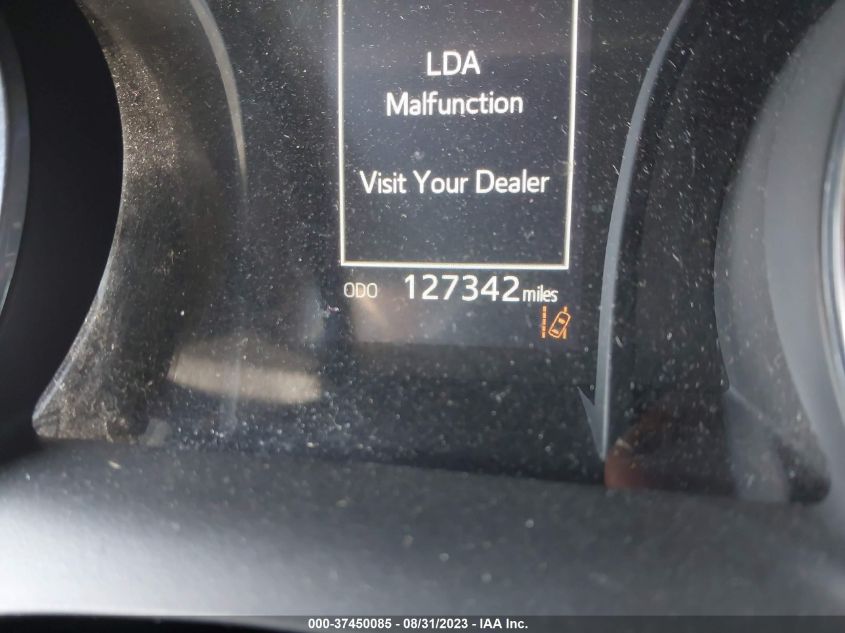 LDA
Malfunction
Visit Your Dealer
ODO 127342 miles
000-37450085 - 08/31/2023 - IAA Inc.